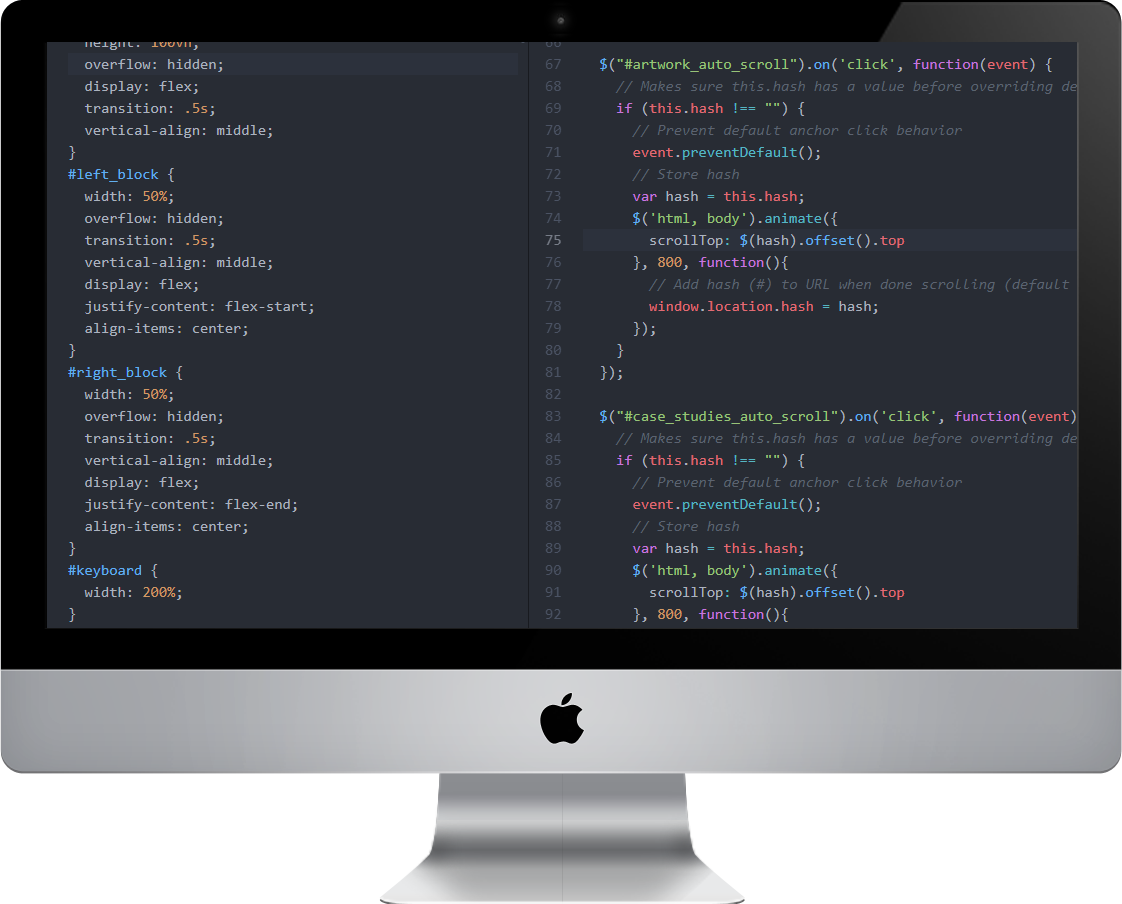 height: 100vh;
overflow: hidden;
display: flex;
transition: .5s;
vertical-align: middle;
}
#left_block {
width: 50%;
overflow: hidden;
transition: .5s;
vertical-align: middle;
display: flex;
justify-content: flex-start;
align-items: center;
}
#right_block {
width: 50%;
overflow: hidden;
transition: .5s;
vertical-align: middle;
display: flex;
justify-content: flex-end;
align-items: center;
}
#keyboard {
width: 200%;
}
66
67 $("#artwork_auto_scroll").on('click', function(event) {
68 // Makes sure this.hash has a value before overriding de
69 if (this.hash !== "") {
70 // Prevent default anchor click behavior
71 event.preventDefault();
72 // Store hash
73 var hash = this.hash;
74 $('html, body').animate({
75 scrollTop: $(hash).offset().top
76 }, 800, function(){
77 // Add hash (#) to URL when done scrolling (default
78 window.location.hash = hash;
79 });
80 }
81 });
82
83 $("#case_studies_auto_scroll").on('click', function(event)
84 // Makes sure this.hash has a value before overriding de
85 if (this.hash !== "") {
86 // Prevent default anchor click behavior
87 event.preventDefault();
88 // Store hash
89 var hash = this.hash;
90 $('html, body').animate({
91 scrollTop: $(hash).offset().top
92 }, 800, function(){